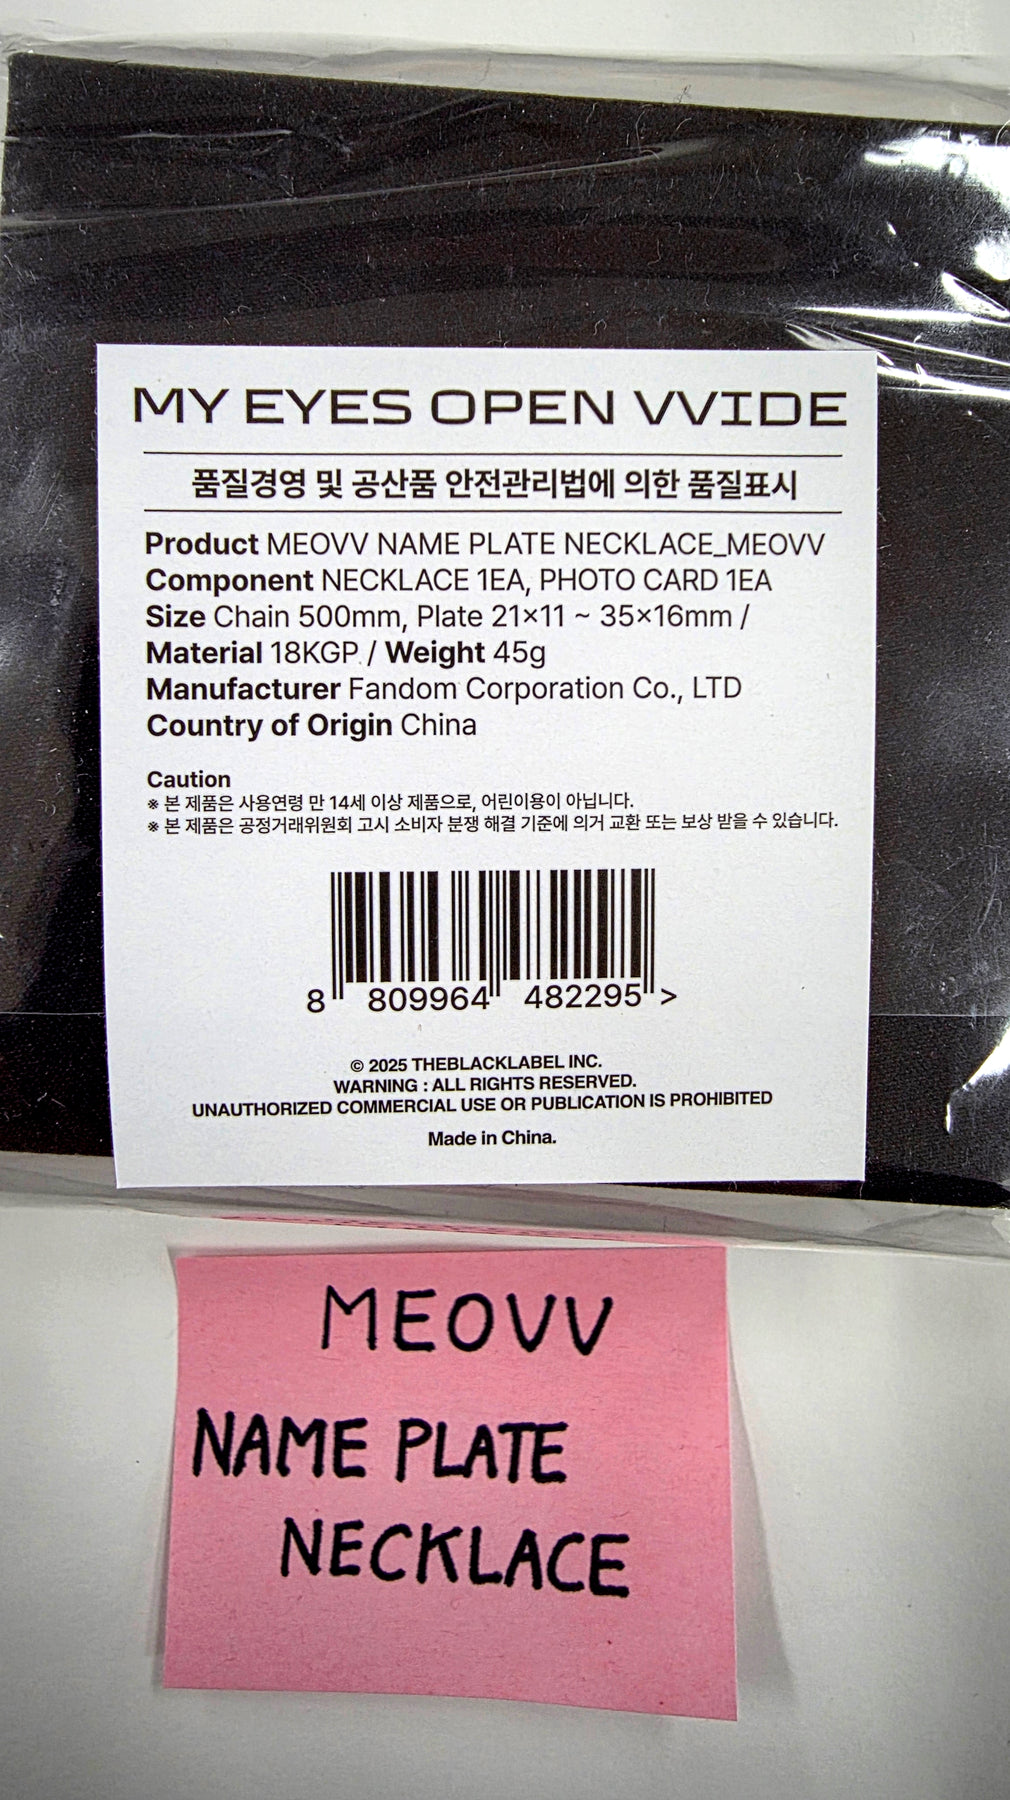 MY EYES OPEN VVIDE
품질경영 및 공산품 안전관리법에 의한 품질표시
Product MEOVV NAME PLATE NECKLACE_MEOVV
Component NECKLACE 1EA, PHOTO CARD 1EA
Size Chain 500mm, Plate 21×11 ~ 35×16mm /
Material 18KGP / Weight 45g
Manufacturer Fandom Corporation Co., LTD
Country of Origin China
Caution
※ 본 제품은 사용연령 만 14세 이상 제품으로, 어린이용이 아닙니다.
※ 본 제품은 공정거래위원회 고시 소비자 분쟁 해결 기준에 의거 교환 또는 보상 받을 수 있습니다.
8 809964 482295 >
© 2025 THEBLACKLABEL INC.
WARNING : ALL RIGHTS RESERVED.
UNAUTHORIZED COMMERCIAL USE OR PUBLICATION IS PROHIBITED
Made in China.
MEOVV
NAME PLATE
NECKLACE